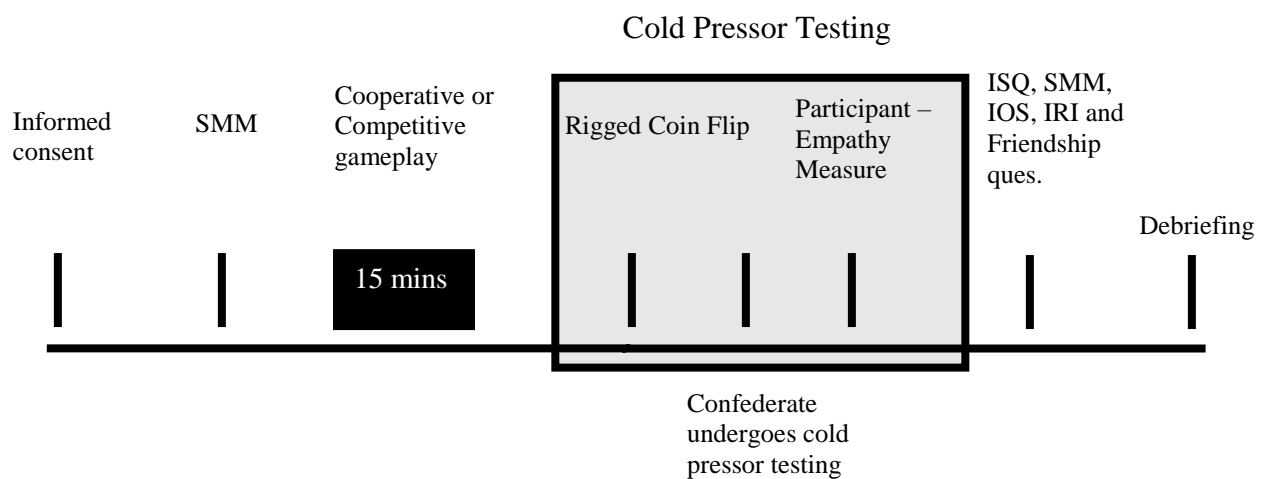 Cold Pressor Testing
Informed
consent
SMM
Cooperative or
Competitive
gameplay
Rigged Coin Flip
Participant –
Empathy
Measure
ISQ, SMM,
IOS, IRI and
Friendship
ques.
Debriefing
15 mins
Confederate
undergoes cold
pressor testing